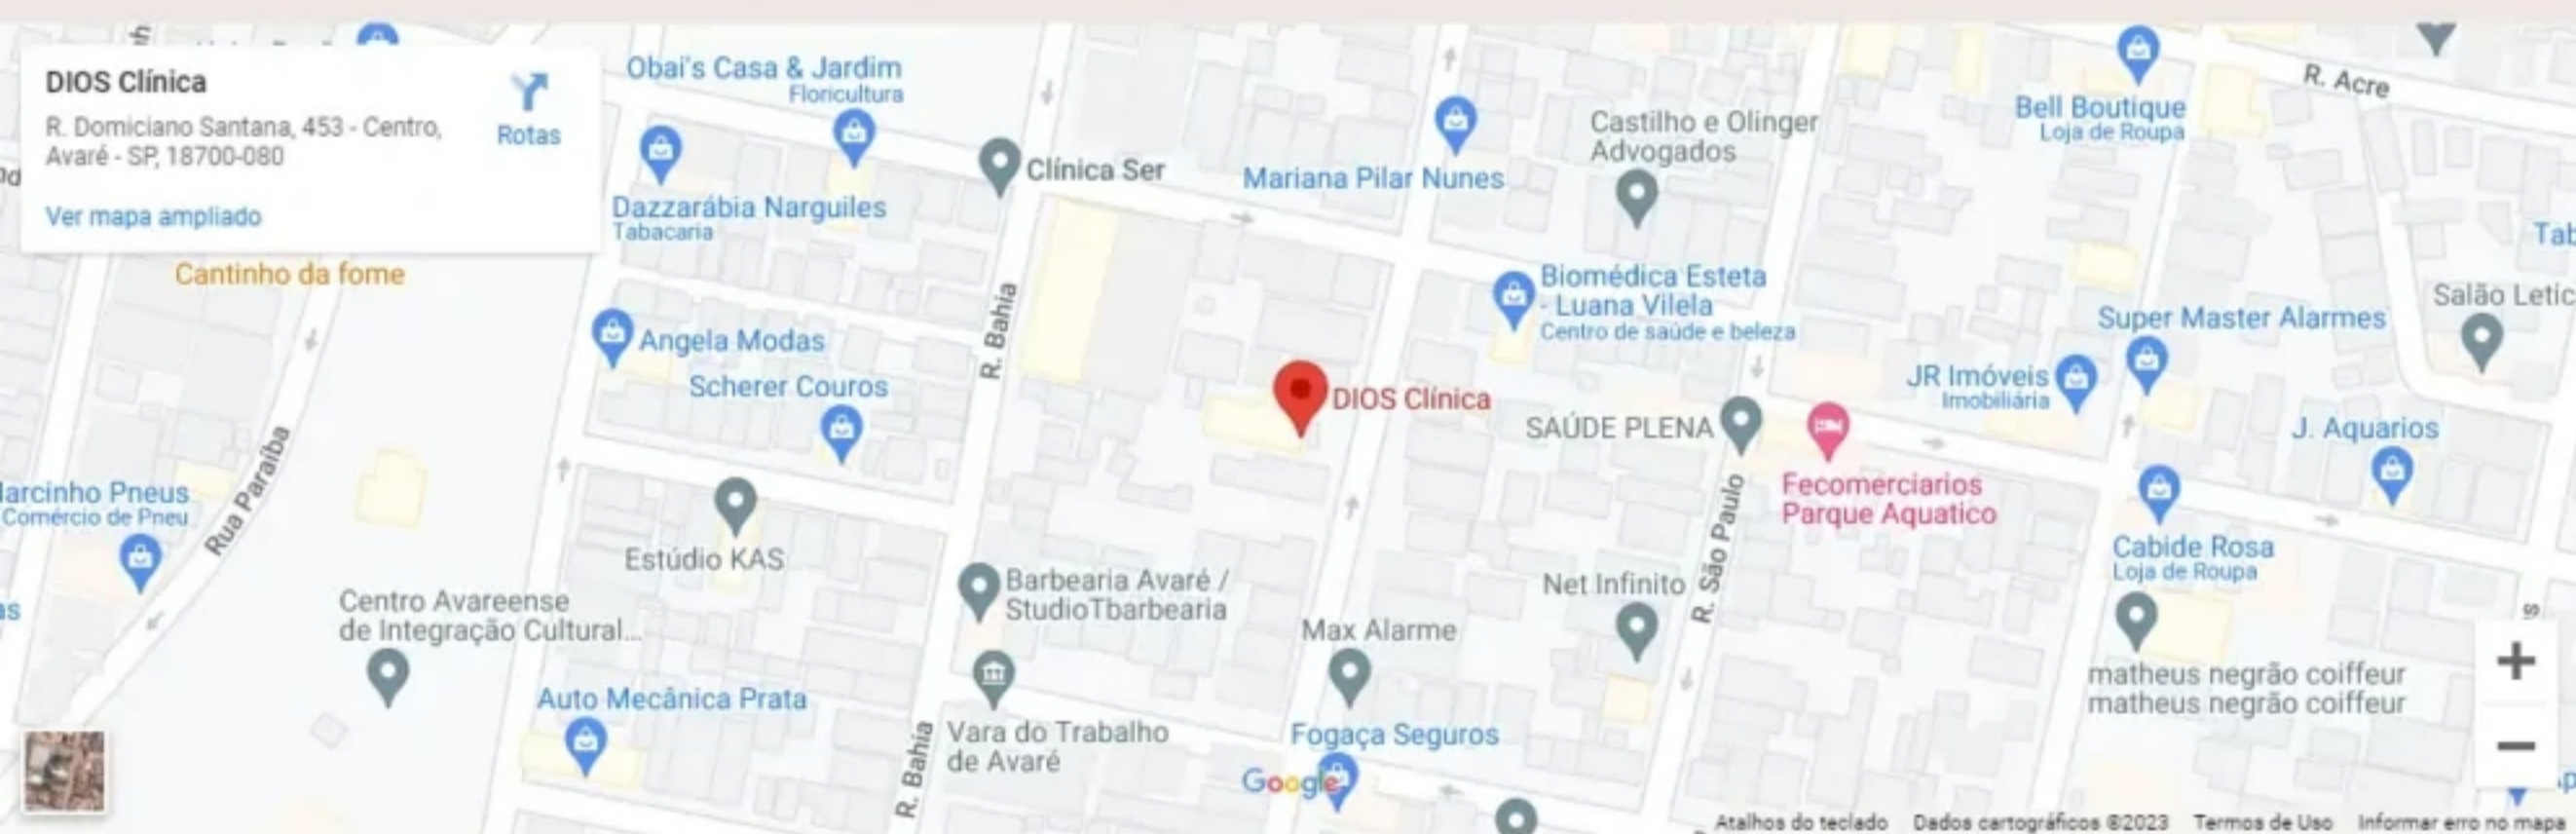 DIOS Clínica
R. Domiciano Santana, 453 - Centro,
Avaré - SP, 18700-080
Rotas
Ver mapa ampliado
Obai's Casa & Jardim
Floricultura
Clínica Ser
Dazzarábia Narguiles
Tabacaria
Cantinho da fome
Mariana Pilar Nunes
Castilho e Olinger
Advogados
Bell Boutique
Loja de Roupa
R. Acre
Biomédica Esteta
- Luana Vilela
Centro de saúde e beleza
Angela Modas
Scherer Couros
R. Bahia
DIOS Clínica
SAÚDE PLENA
Fecomerciarios
Parque Aquatico
JR Imóveis
Imobiliária
Super Master Alarmes
Salão Letic
J. Aquarios
Rua Paraíba
arcinho Pneus
Comércio de Pneu
Estúdio KAS
Centro Avareense
de Integração Cultural...
Barbearia Avaré /
StudioTbarbearia
Max Alarme
Net Infinito
R. São Paulo
Cabide Rosa
Loja de Roupa
matheus negrão coiffeur
matheus negrão coiffeur
Auto Mecânica Prata
Vara do Trabalho
de Avaré
R. Bahia
Fogaça Seguros
Google
Atalhos do teclado
Dados cartográficos ©2023
Termos de Uso
Informar erro no mapa